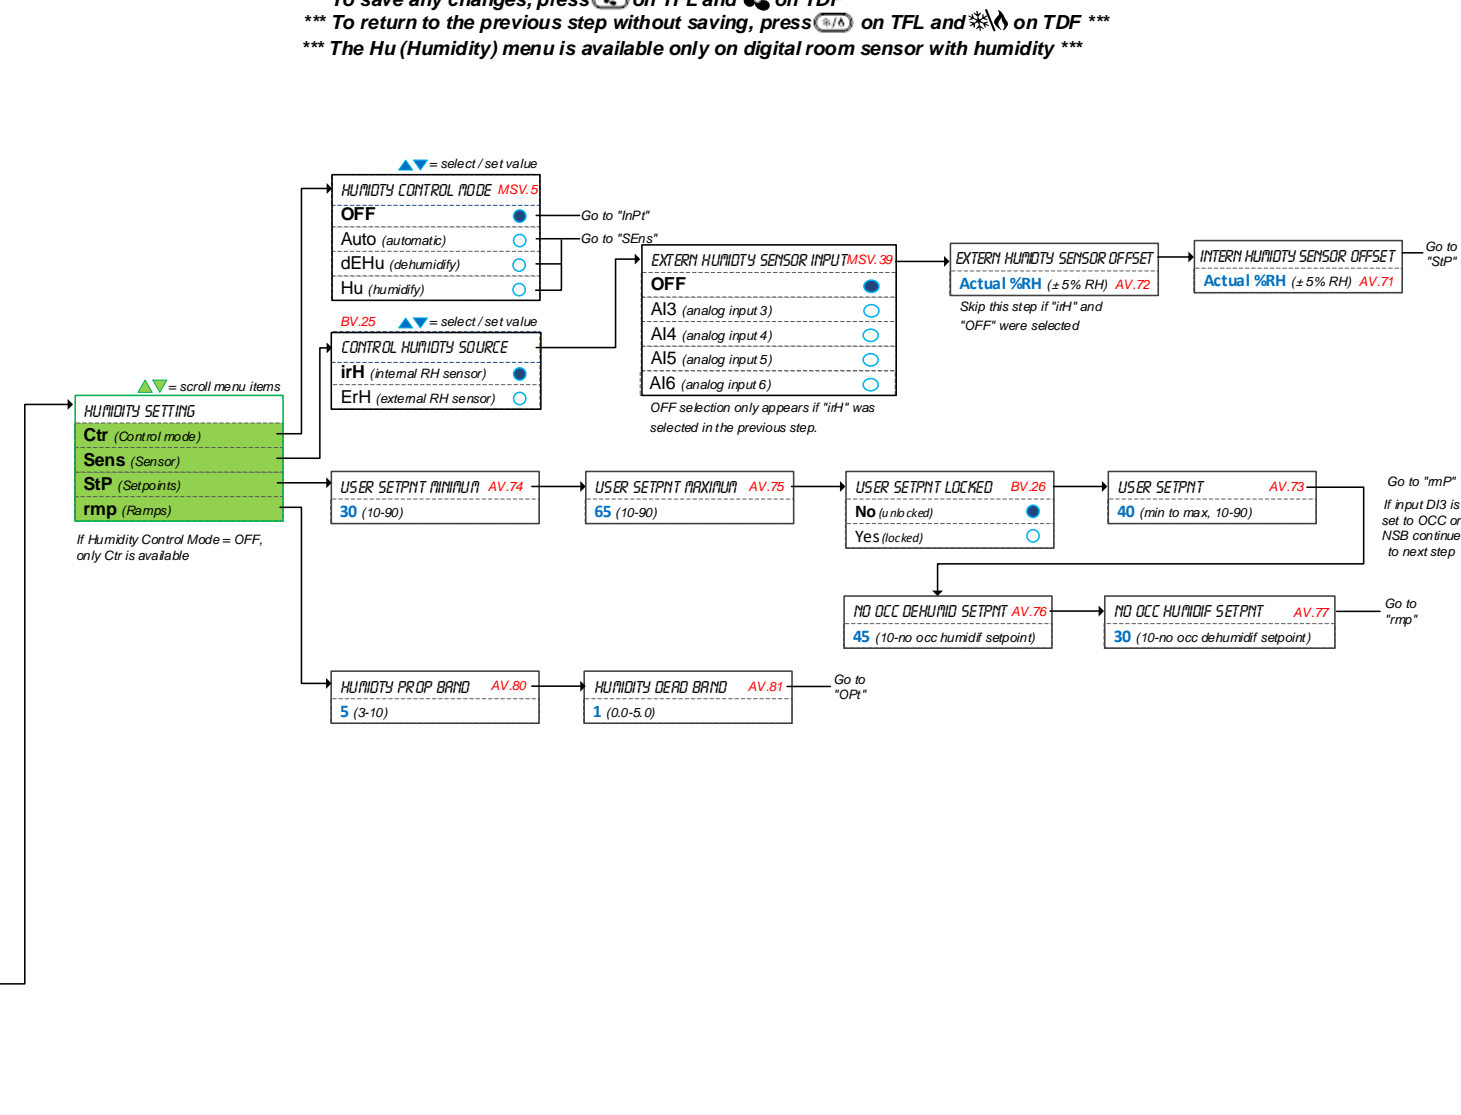 To save any changes, press on TFL and on TDF
*** To return to the previous step without saving, press on TFL and on TDF ***
*** The Hu (Humidity) menu is available only on digital room sensor with humidity ***
= select / set value
HUMIDTY CONTROL MODE MSV.5
OFF
Auto (automatic)
dEHu (dehumidify)
Hu (humidify)
Go to "InPt"
Go to "SEns"
BV.25 = select / set value
CONTROL HUMIDTY SOURCE
irH (internal RH sensor)
ErH (external RH sensor)
EXTERN HUMIDTY SENSOR INPUT MSV.39
OFF
AI3 (analog input 3)
AI4 (analog input 4)
AI5 (analog input 5)
AI6 (analog input 6)
OFF selection only appears if "irH" was
selected in the previous step.
EXTERN HUMIDTY SENSOR OFFSET
Actual %RH (± 5% RH) AV.72
Skip this step if "irH" and
"OFF" were selected
INTERN HUMIDTY SENSOR OFFSET
Actual %RH (± 5% RH) AV.71
Go to
"StP"
= scroll menu items
HUMIDITY SETTING
Ctr (Control mode)
Sens (Sensor)
StP (Setpoints)
rmp (Ramps)
If Humidity Control Mode = OFF,
only Ctr is available
USER SETPNT MINIMUM AV.74
30 (10-90)
USER SETPNT MAXIMUM AV.75
65 (10-90)
USER SETPNT LOCKED BV.26
No (unlocked)
Yes (locked)
USER SETPNT AV.73
40 (min to max, 10-90)
Go to "rmP"
If input DI3 is
set to OCC or
NSB continue
to next step
NO OCC DEHUMID SETPNT AV.76
45 (10-no occ humidif setpoint)
NO OCC HUMIDIF SETPNT AV.77
30 (10-no occ dehumidif setpoint)
Go to
"rmp"
HUMIDTY PROP BAND AV.80
5 (3-10)
HUMIDITY DEAD BAND AV.81
1 (0.0-5.0)
Go to
"OPt"